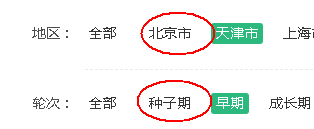 地区： 全部 北京市 天津市 上海市
轮次： 全部 种子期 早期 成长期